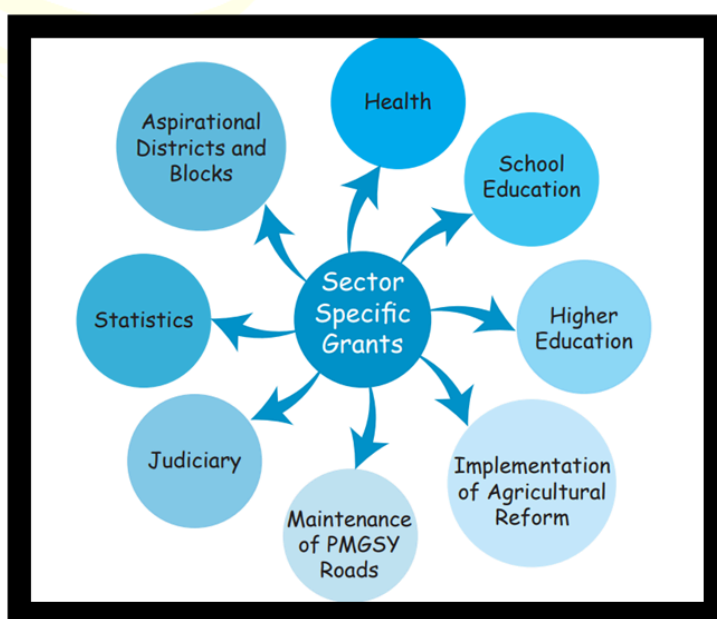 Sector
Specific
Grants
Health
School
Education
Higher
Education
Implementation
of Agricultural
Reform
Maintenance
of PMGSY
Roads
Judiciary
Statistics
Aspirational
Districts and
Blocks